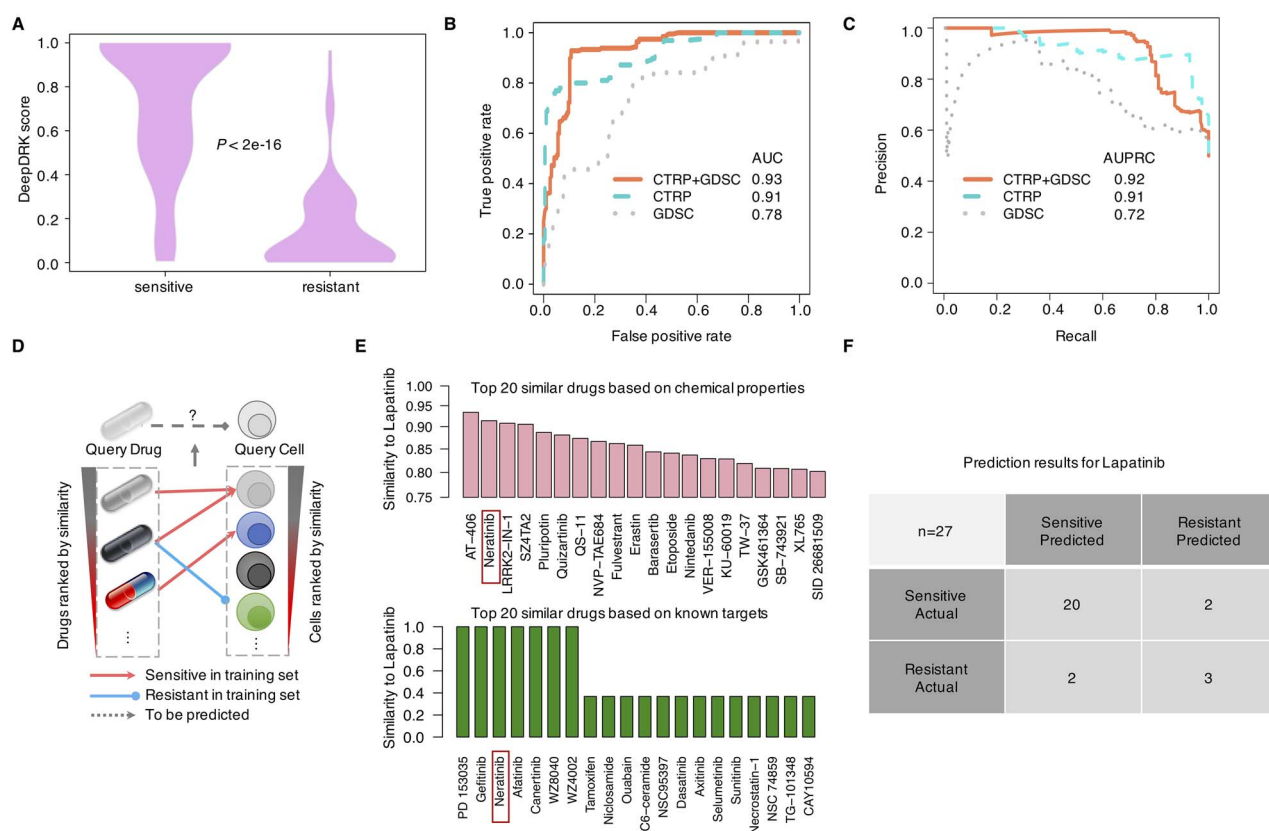 A
1.0
0.8
0.6
0.4
0.2
0.0
DeepDRK score
P < 2e-16
sensitive
resistant
B
1.0
0.8
0.6
0.4
0.2
0.0
True positive rate
AUC
CTRP+GDSC 0.93
CTRP 0.91
GDSC 0.78
0.0 0.2 0.4 0.6 0.8 1.0
False positive rate
C
1.0
0.8
0.6
0.4
0.2
0.0
Precision
AUPRC
CTRP+GDSC 0.92
CTRP 0.91
GDSC 0.72
0.0 0.2 0.4 0.6 0.8 1.0
Recall
D
?
Query Drug
Query Cell
Drugs ranked by similarity
Cells ranked by similarity
Sensitive in training set
Resistant in training set
To be predicted
E
Top 20 similar drugs based on chemical properties
Similarity to Lapatinib
1.00
0.95
0.90
0.85
0.80
0.75
AT−406
Neratinib
LRRK2−IN−1
SZ4TA2
Pluripotin
Quizartinib
QS−11
NVP−TAE684
Fulvestrant
Erastin
Barasertib
Etoposide
Nintedanib
VER−155008
KU−60019
TW−37
GSK461364
SB−743921
XL765
SID 26681509
Top 20 similar drugs based on known targets
Similarity to Lapatinib
1.0
0.8
0.6
0.4
0.2
0.0
PD 153035
Gefitinib
Neratinib
Afatinib
Canertinib
WZ8040
WZ4002
Tamoxifen
Niclosamide
Ouabain
C6−ceramide
NSC95397
Dasatinib
Axitinib
Selumetinib
Sunitinib
Necrostatin−1
NSC 74859
TG−101348
CAY10594
F
Prediction results for Lapatinib
n=27
Sensitive
Predicted
Resistant
Predicted
Sensitive
Actual
20
2
Resistant
Actual
2
3